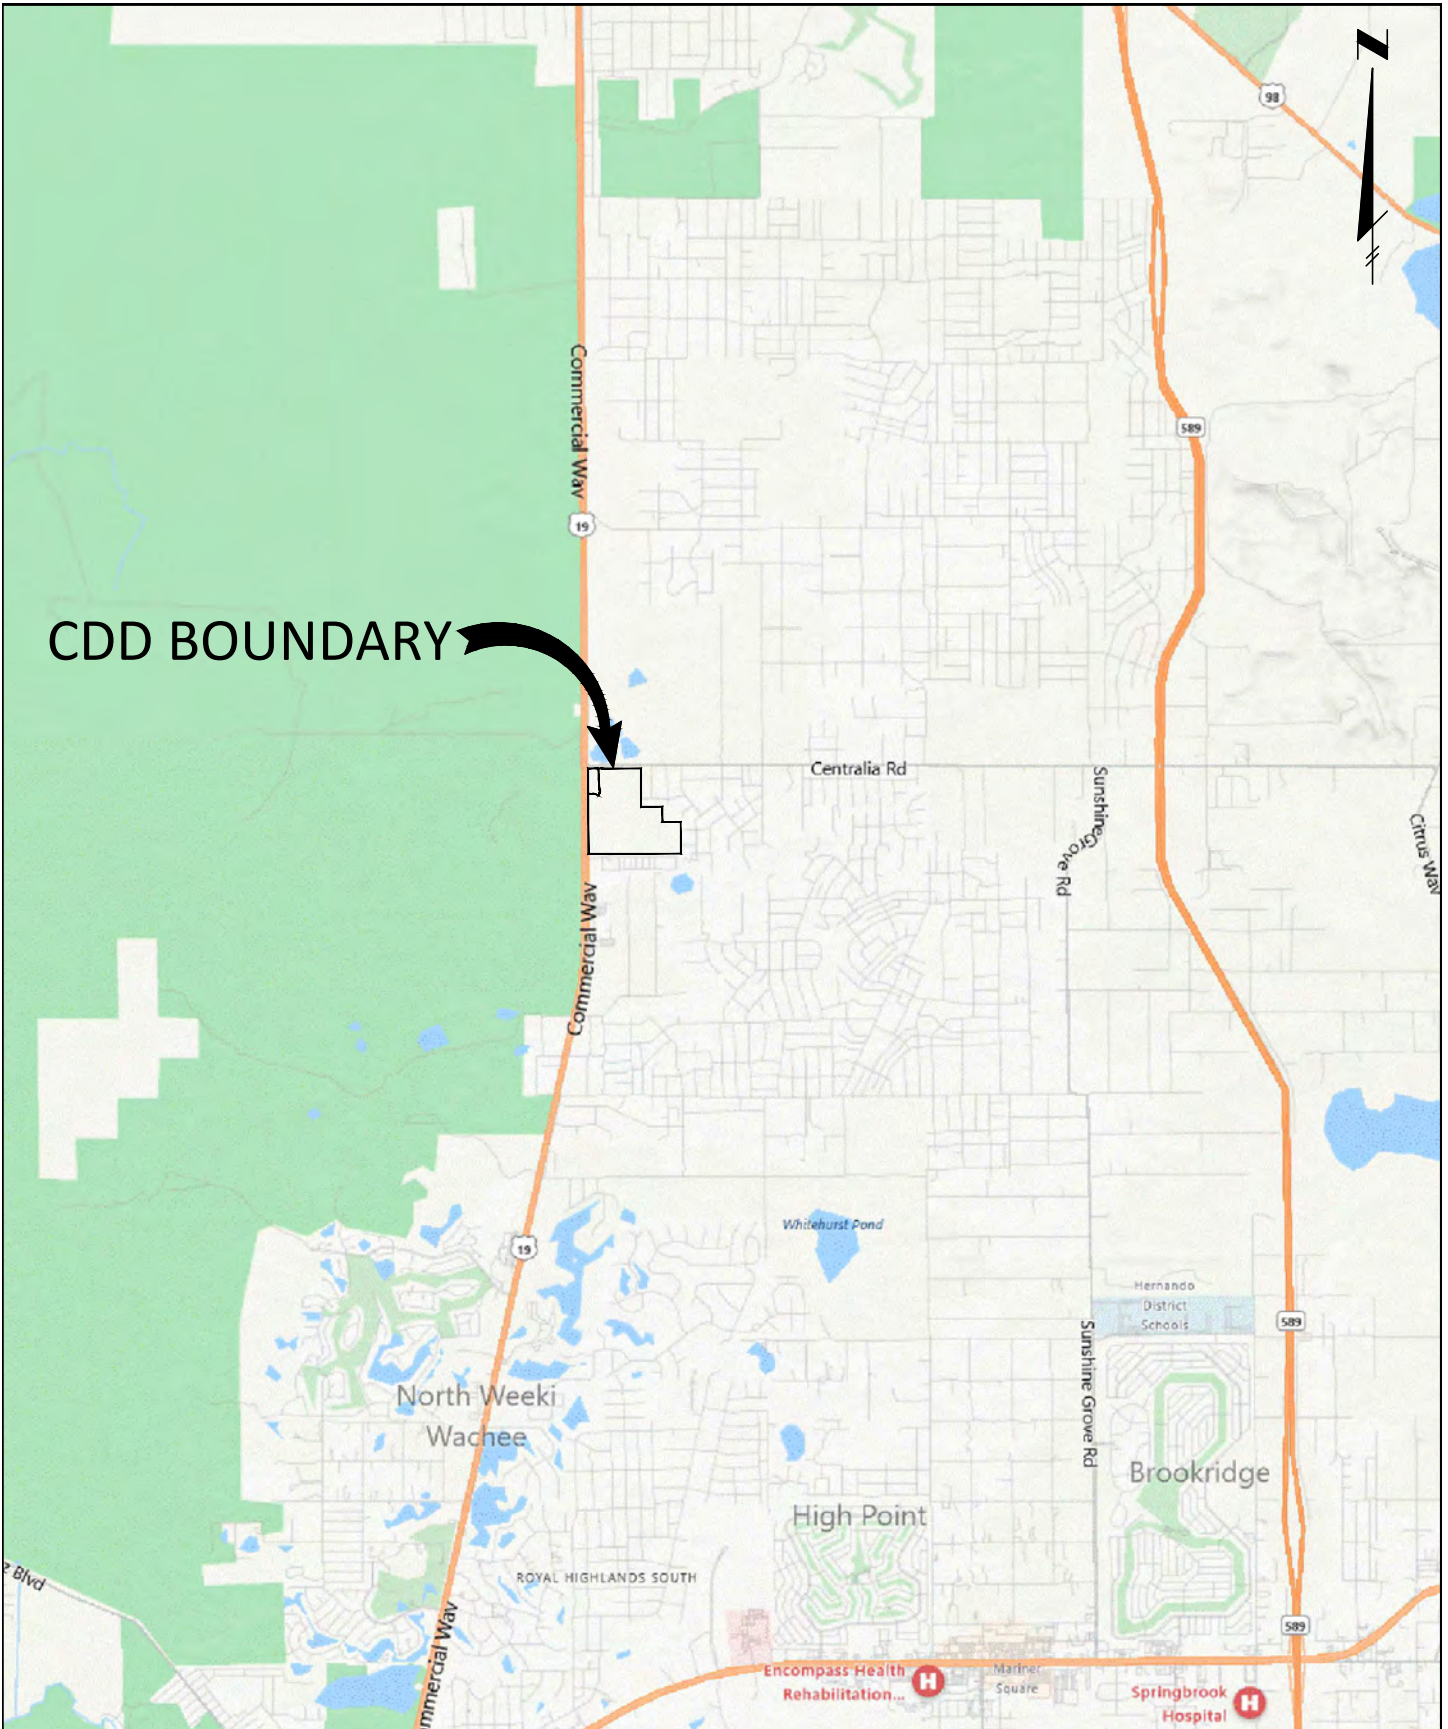 N
98
Commercial Way
589
19
CDD BOUNDARY
Centralia Rd
Sunshine
Grove Rd
Citrus Way
Commercial Way
Whitehurst Pond
19
Hernando
District
Schools
589
Sunshine Grove Rd
North Weeki
Wachee
Brookridge
High Point
Blvd
ROYAL HIGHLANDS SOUTH
mmercial Way
589
Encompass Health
Rehabilitation...
H
Mariner
Square
Springbrook
Hospital
H